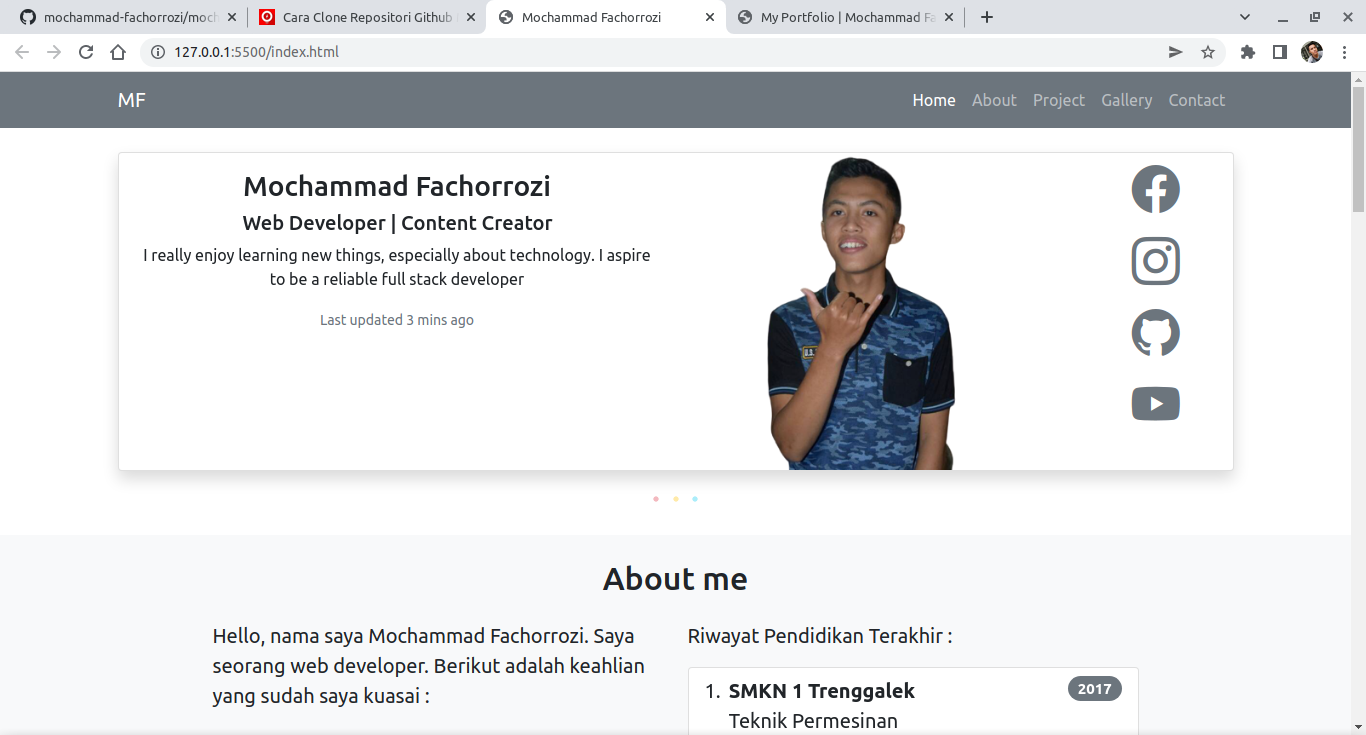 mochammad-fachorrozi/moch
Cara Clone Repositori Github
Mochammad Fachorrozi
My Portfolio | Mochammad Fa
127.0.0.1:5500/index.html
MF
Home About Project Gallery Contact
Mochammad Fachorrozi
Web Developer | Content Creator
I really enjoy learning new things, especially about technology. I aspire
to be a reliable full stack developer
Last updated 3 mins ago
About me
Hello, nama saya Mochammad Fachorrozi. Saya
seorang web developer. Berikut adalah keahlian
yang sudah saya kuasai :
Riwayat Pendidikan Terakhir :
1. SMKN 1 Trenggalek 2017
Teknik Permesinan